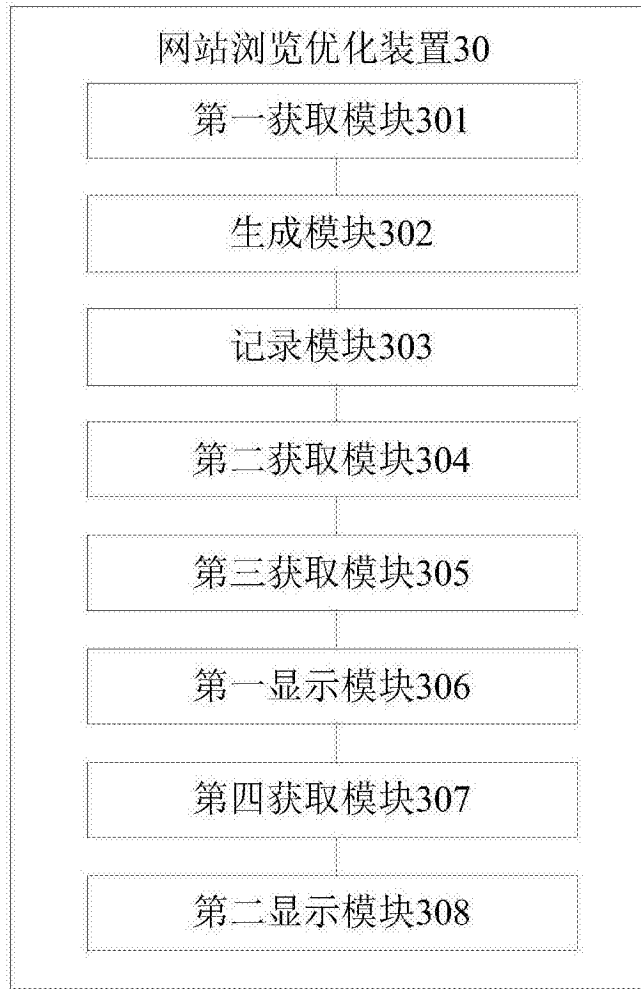 网站浏览优化装置30
第一获取模块301
生成模块302
记录模块303
第二获取模块304
第三获取模块305
第一显示模块306
第四获取模块307
第二显示模块308